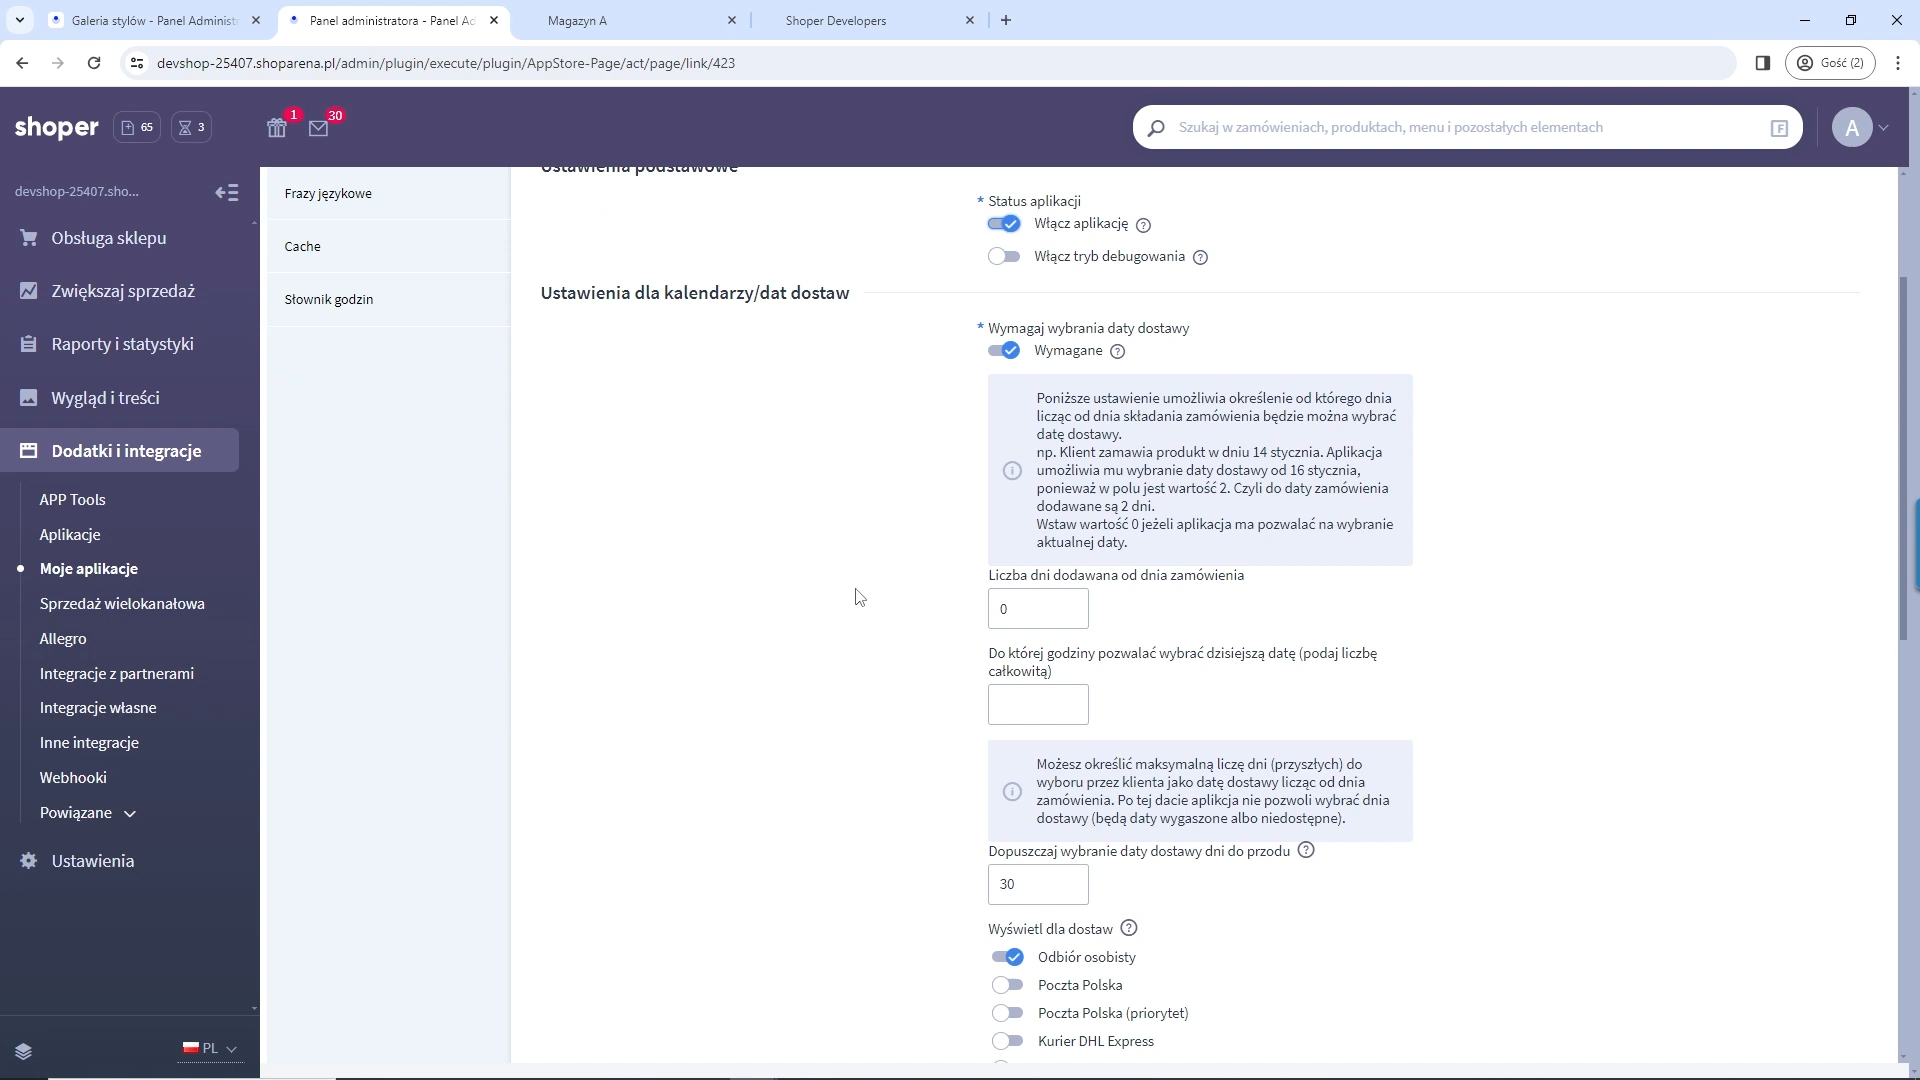 Galeria stylów - Panel Administr
Panel administratora - Panel Ad
Magazyn A
Shoper Developers
devshop-25407.shoparena.pl/admin/plugin/execute/plugin/AppStore-Page/act/page/link/423
Gość (2)
shoper
65
3
1
30
Szukaj w zamówieniach, produktach, menu i pozostałych elementach
F
A
devshop-25407.sho...
Obsługa sklepu
Zwiększaj sprzedaż
Raporty i statystyki
Wygląd i treści
Dodatki i integracje
APP Tools
Aplikacje
Moje aplikacje
Sprzedaż wielokanałowa
Allegro
Integracje z partnerami
Integracje własne
Inne integracje
Webhooki
Powiązane
Ustawienia
PL
Frazy językowe
Cache
Słownik godzin
Ustawienia podstawowe
* Status aplikacji
Włącz aplikację ?
Włącz tryb debugowania ?
Ustawienia dla kalendarzy/dat dostaw
* Wymagaj wybrania daty dostawy
Wymagane ?
Poniższe ustawienie umożliwia określenie od którego dnia
licząc od dnia składania zamówienia będzie można wybrać
datę dostawy.
np. Klient zamawia produkt w dniu 14 stycznia. Aplikacja
umożliwia mu wybranie daty dostawy od 16 stycznia,
ponieważ w polu jest wartość 2. Czyli do daty zamówienia
dodawane są 2 dni.
Wstaw wartość 0 jeżeli aplikacja ma pozwalać na wybranie
aktualnej daty.
Liczba dni dodawana od dnia zamówienia
0
Do której godziny pozwalać wybrać dzisiejszą datę (podaj liczbę
całkowitą)
Możesz określić maksymalną liczę dni (przyszłych) do
wyboru przez klienta jako datę dostawy licząc od dnia
zamówienia. Po tej dacie aplikcja nie pozwoli wybrać dnia
dostawy (będą daty wygaszone albo niedostępne).
Dopuszczaj wybranie daty dostawy dni do przodu ?
30
Wyświetl dla dostaw ?
Odbiór osobisty
Poczta Polska
Poczta Polska (priorytet)
Kurier DHL Express